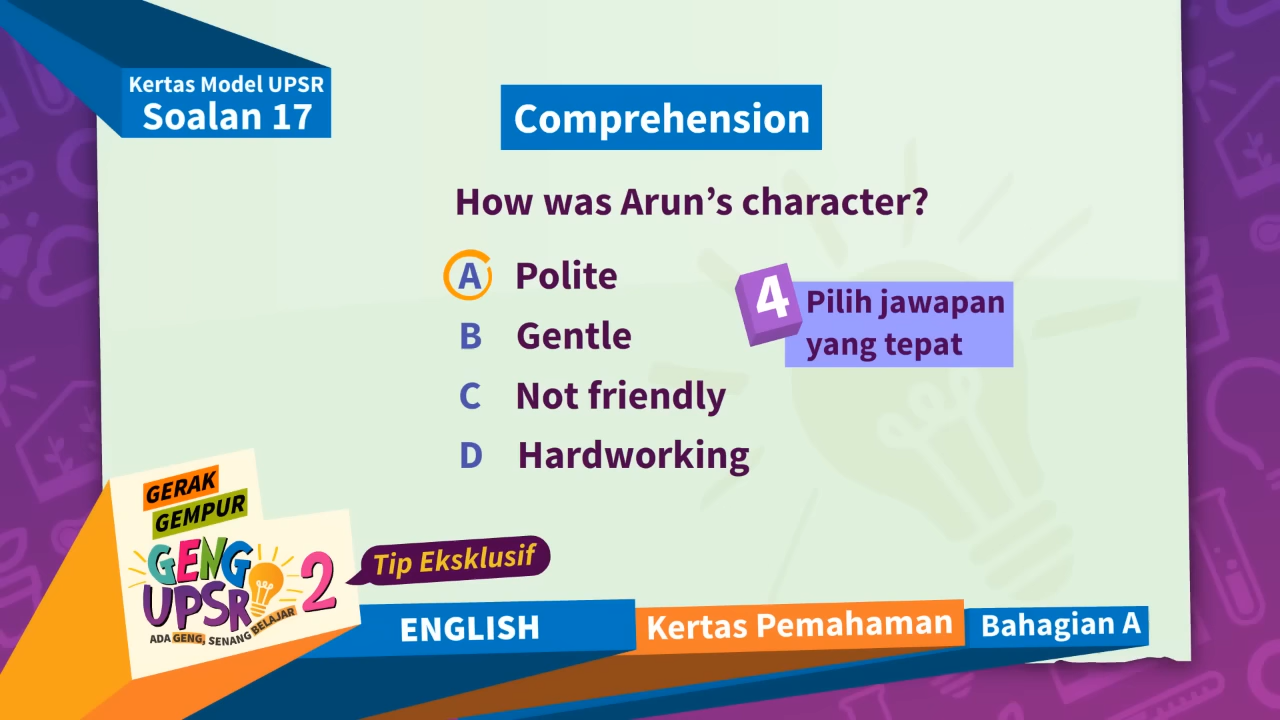 Kertas Model UPSR
Soalan 17
Comprehension
How was Arun's character?
A Polite
B Gentle
C Not friendly
D Hardworking
4
Pilih jawapan
yang tepat
GERAK
GEMPUR
GENG
UPSR
2
ADA GENG, SENANG BELAJAR
Tip Eksklusif
ENGLISH
Kertas Pemahaman
Bahagian A